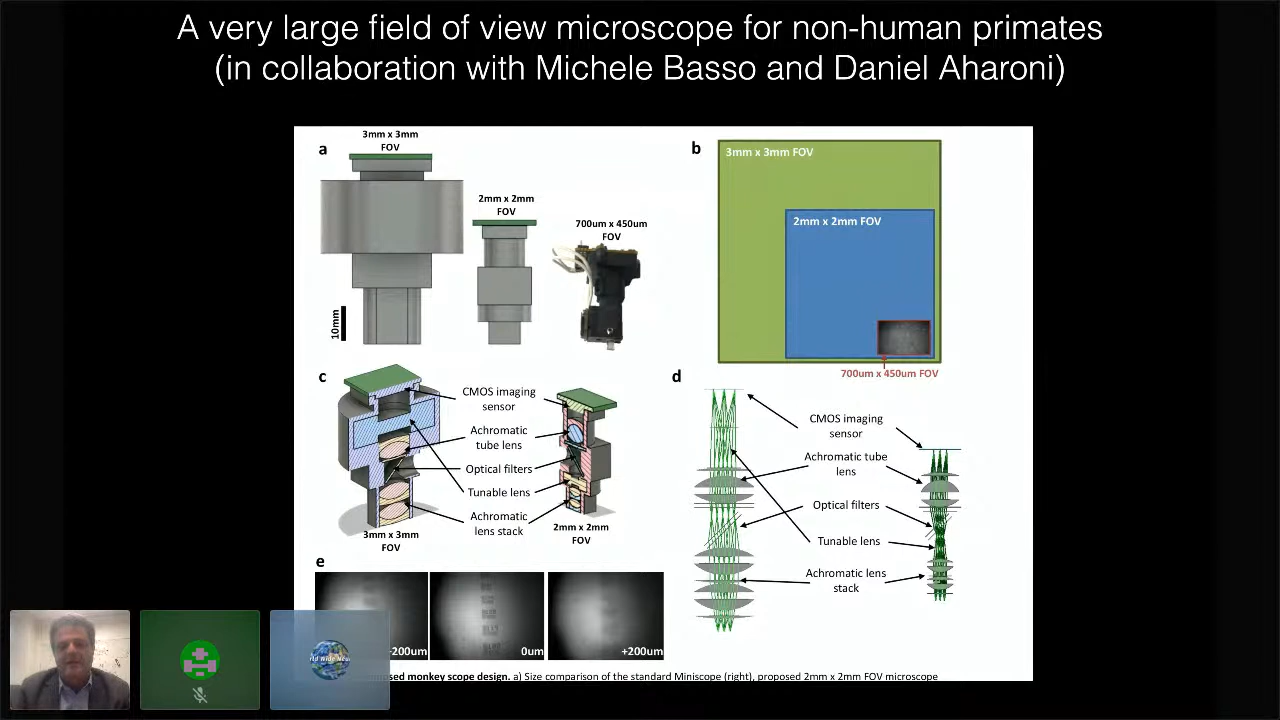 A very large field of view microscope for non-human primates
(in collaboration with Michele Basso and Daniel Aharoni)
a
3mm x 3mm
FOV
2mm x 2mm
FOV
700um x 450um
FOV
10mm
b
3mm x 3mm FOV
2mm x 2mm FOV
700um x 450um FOV
c
CMOS imaging
sensor
Achromatic
tube lens
Optical filters
Tunable lens
Achromatic
lens stack
3mm x 3mm
FOV
2mm x 2mm
FOV
d
CMOS imaging
sensor
Achromatic tube
lens
Optical filters
Tunable lens
Achromatic lens
stack
e
-200um
0um
+200um
monkey scope design. a) Size comparison of the standard Miniscope (right), proposed 2mm x 2mm FOV microscope